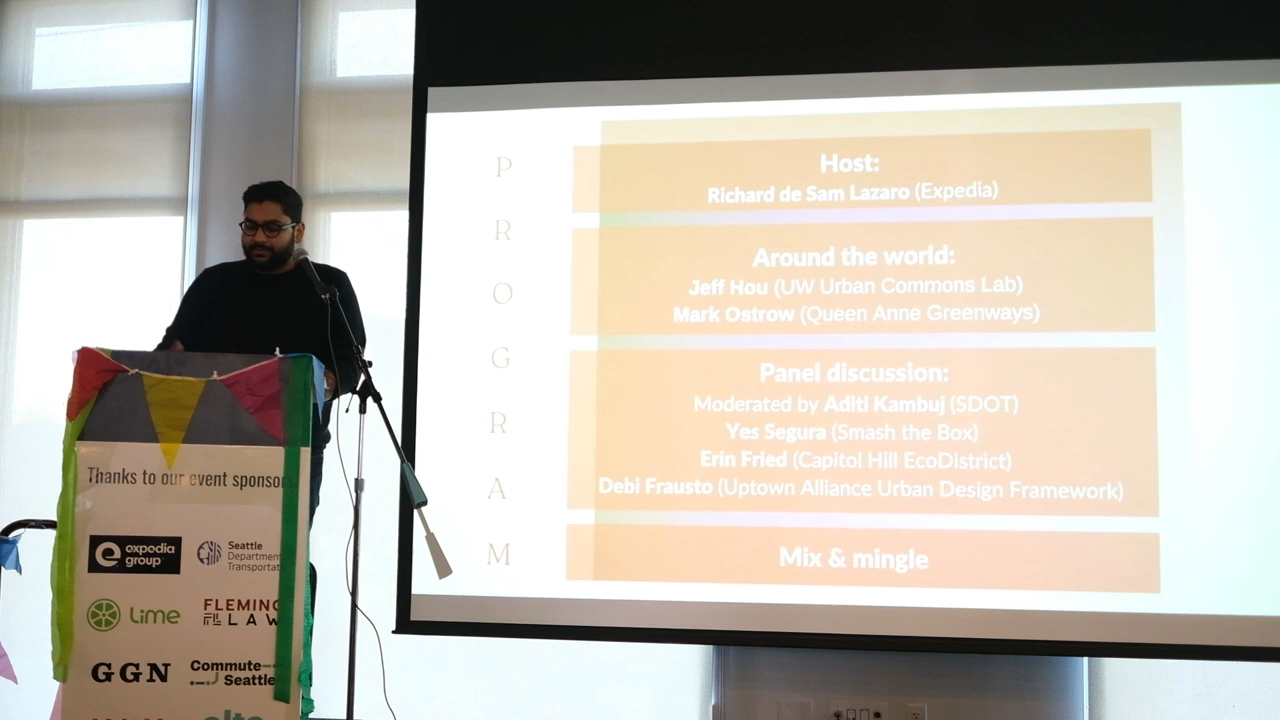 PROGRAM
Host:
Richard de Sam Lazaro (Expedia)
Around the world:
Jeff Hou (UW Urban Commons Lab)
Mark Ostrow (Queen Anne Greenways)
Panel discussion:
Moderated by Aditi Kambuj (SDOT)
Yes Segura (Smash the Box)
Erin Fried (Capitol Hill EcoDistrict)
Debi Frausto (Uptown Alliance Urban Design Framework)
Mix & mingle
Thanks to our event sponsors
expedia group
Seattle
Department
Transportat
Lime
FLEMING
LAW
GGN
Commute
Seattle